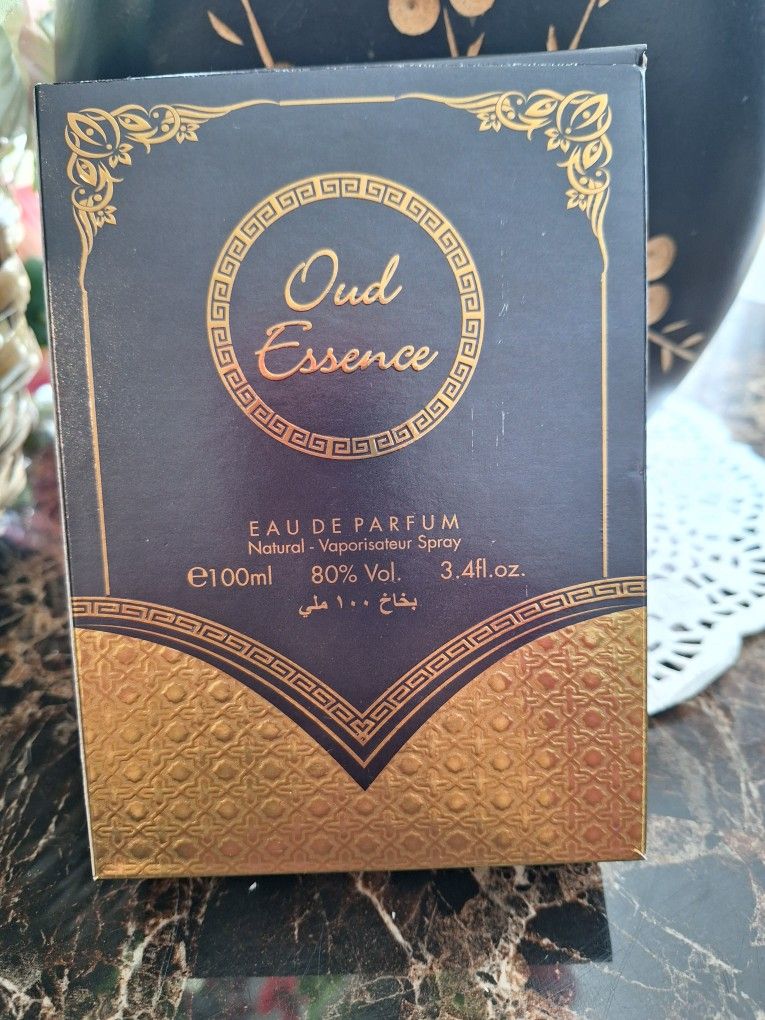 Oud
Essence
EAU DE PARFUM
Natural - Vaporisateur Spray
℮100ml 80% Vol. 3.4fl.oz.
بخاخ ١٠٠ ملي